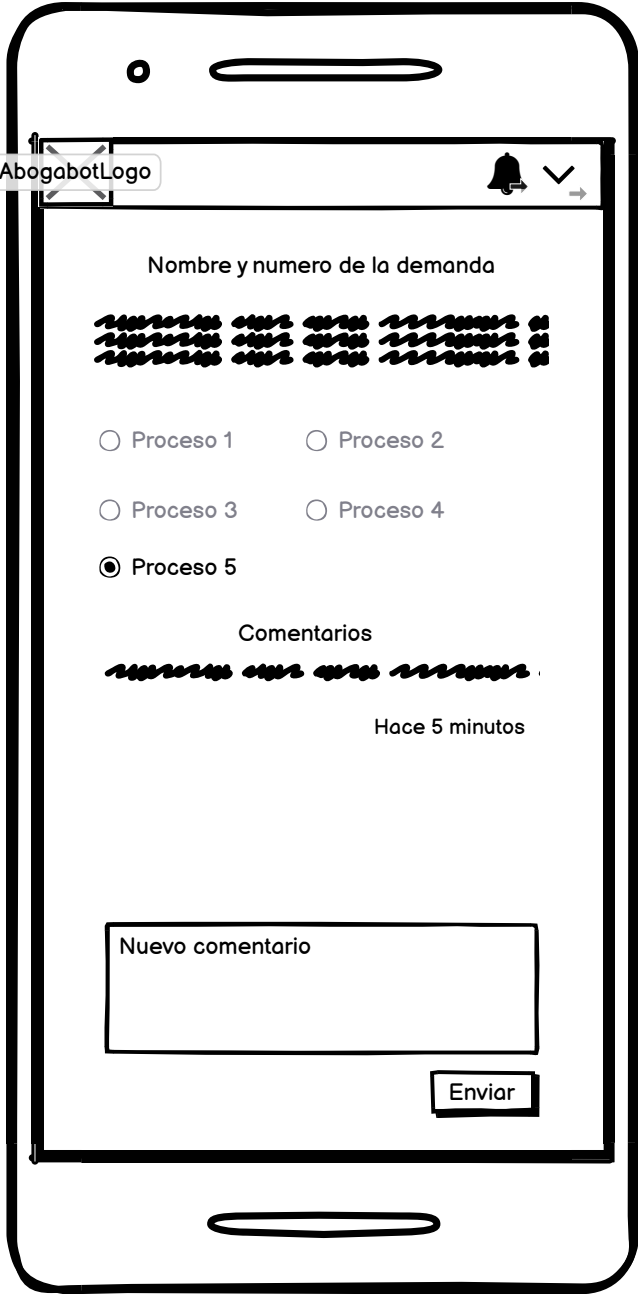 AbogabotLogo
Nombre y numero de la demanda
Proceso 1 Proceso 2
Proceso 3 Proceso 4
Proceso 5
Comentarios
Hace 5 minutos
Nuevo comentario
Enviar